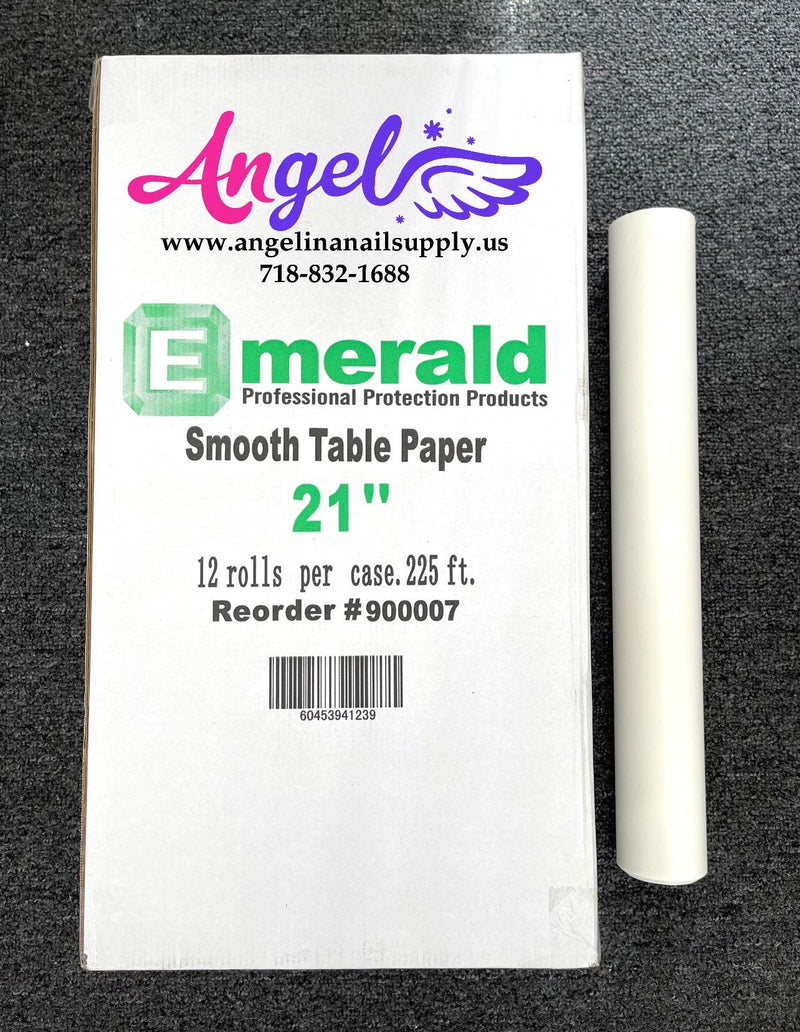 Angel
www.angelinanailsupply.us
718-832-1688
Emerald
Professional Protection Products
Smooth Table Paper
21"
12 rolls per case. 225 ft.
Reorder #900007
60453941239